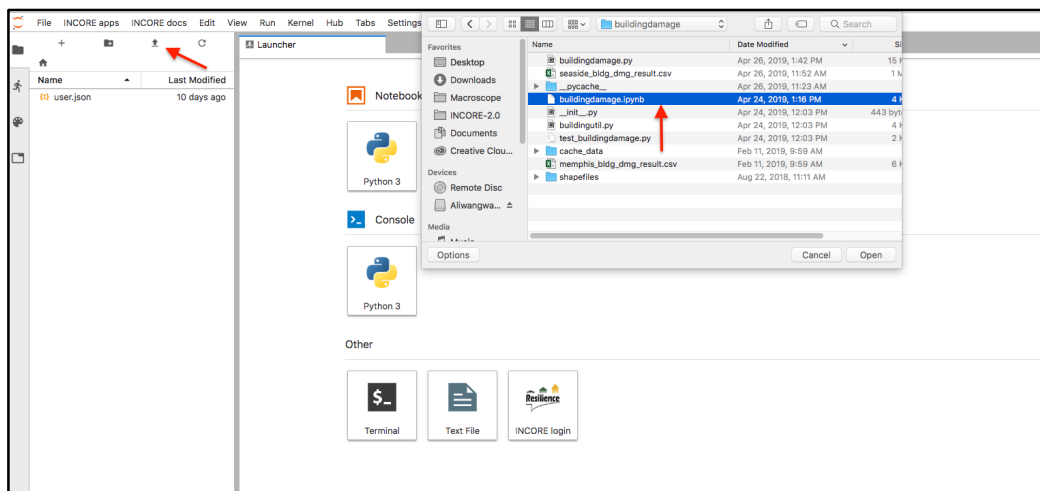 File INCORE apps INCORE docs Edit View Run Kernel Hub Tabs Settings
Name Last Modified
user.json 10 days ago
Launcher
Notebook
Python 3
Console
Python 3
Other
$_
Terminal
Text File
Resilience
INCORE login
buildingdamage
Search
Favorites
Desktop
Downloads
Macroscope
INCORE-2.0
Documents
Creative Clou...
Devices
Remote Disc
Aliwangwa...
Media
Name Date Modified
buildingdamage.py Apr 26, 2019, 1:42 PM 15
seaside_bldg_dmg_result.csv Apr 26, 2019, 11:52 AM 1
__pycache__ Apr 26, 2019, 11:23 AM
buildingdamage.ipynb Apr 24, 2019, 1:16 PM 4
__init__.py Apr 24, 2019, 12:03 PM 443 byt
buildingutil.py Apr 24, 2019, 12:03 PM 4
test_buildingdamage.py Apr 24, 2019, 12:03 PM 2
cache_data Feb 11, 2019, 9:59 AM
memphis_bldg_dmg_result.csv Feb 11, 2019, 9:59 AM 6
shapefiles Aug 22, 2018, 11:11 AM
Options Cancel Open